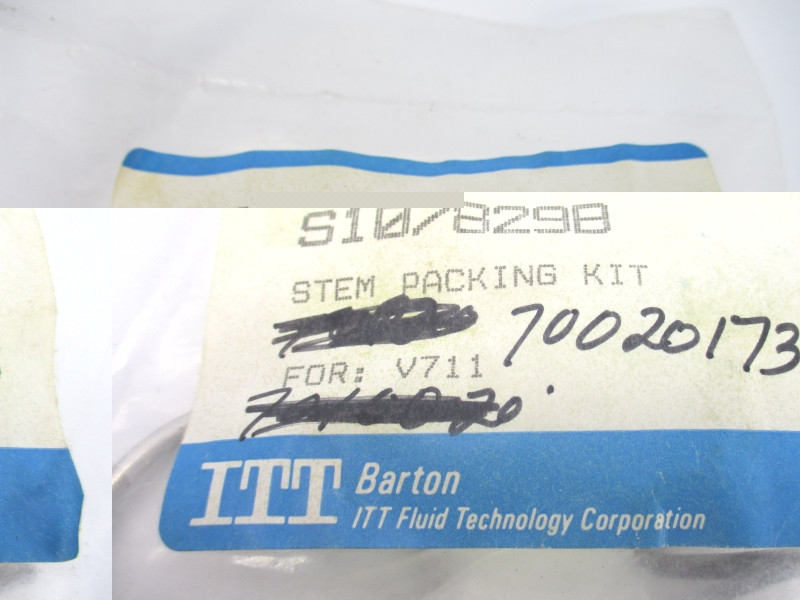 S10/8298
STEM PACKING KIT
70020173
FOR: V711
ITT Barton
ITT Fluid Technology Corporation